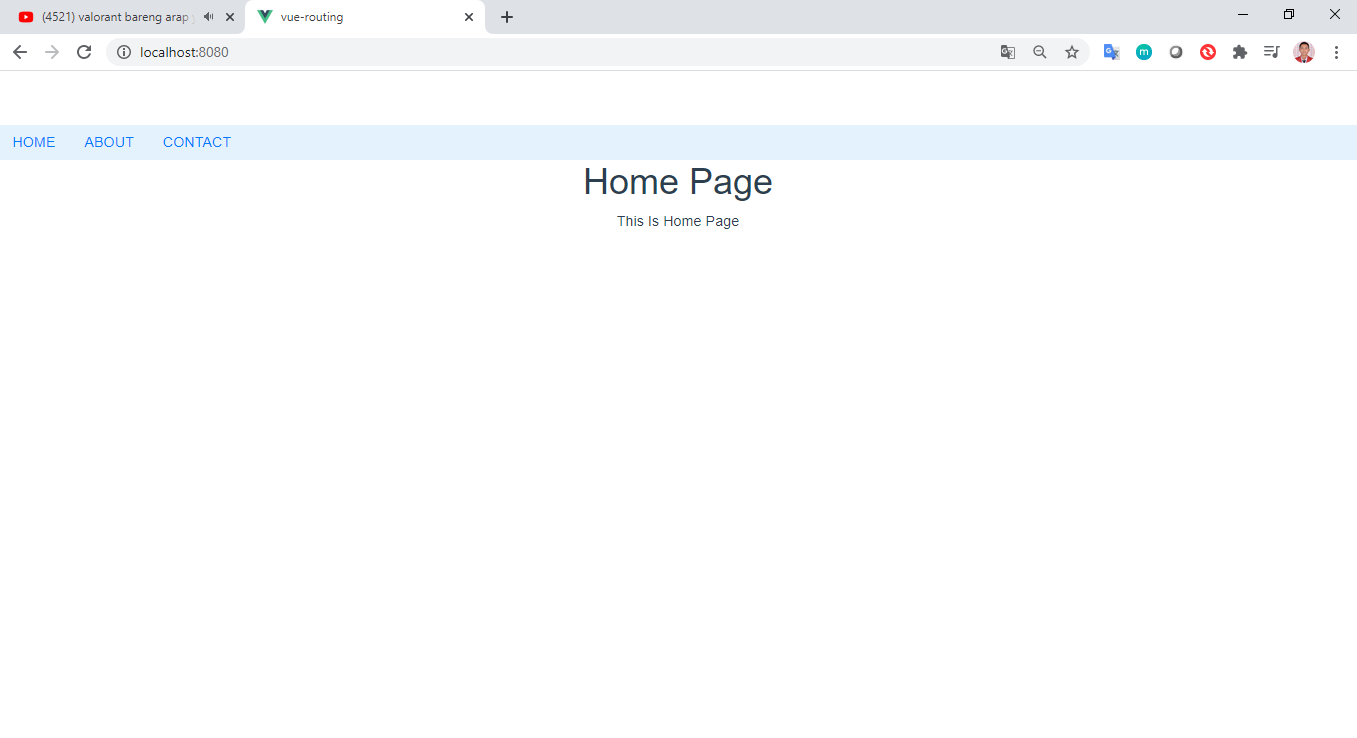 (4521) valorant bareng arap
vue-routing
localhost:8080
HOME ABOUT CONTACT
Home Page
This Is Home Page